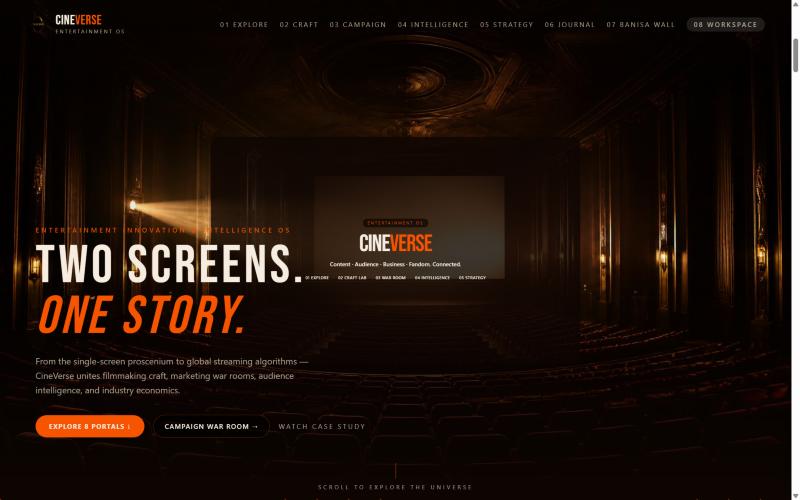 CINEVERSE
ENTERTAINMENT OS
01 EXPLORE 02 CRAFT 03 CAMPAIGN 04 INTELLIGENCE 05 STRATEGY 06 JOURNAL 07 BANISA WALL 08 WORKSPACE
ENTERTAINMENT OS
CINEVERSE
Content · Audience · Business · Fandom. Connected.
01 EXPLORE 02 CRAFT LAB 03 WAR ROOM 04 INTELLIGENCE 05 STRATEGY
ENTERTAINMENT INNOVATION & INTELLIGENCE OS
TWO SCREENS.
ONE STORY.
From the single-screen proscenium to global streaming algorithms —
CineVerse unites filmmaking craft, marketing war rooms, audience
intelligence, and industry economics.
EXPLORE 8 PORTALS ↓
CAMPAIGN WAR ROOM →
WATCH CASE STUDY
SCROLL TO EXPLORE THE UNIVERSE